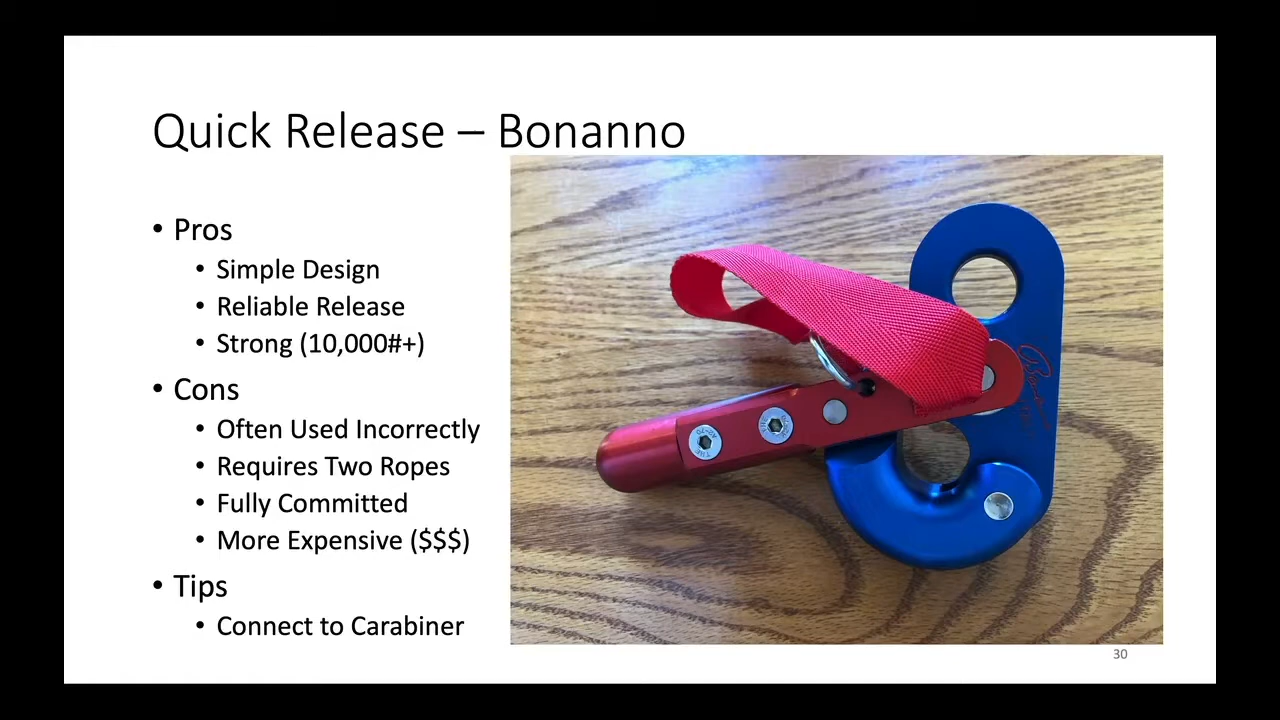 Quick Release – Bonanno
• Pros
• Simple Design
• Reliable Release
• Strong (10,000#+)
• Cons
• Often Used Incorrectly
• Requires Two Ropes
• Fully Committed
• More Expensive ($$$)
• Tips
• Connect to Carabiner
30